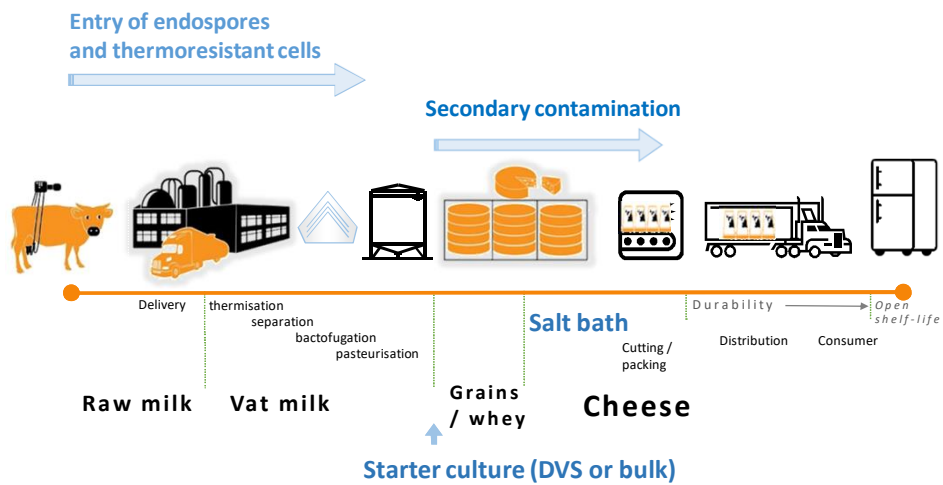 Entry of endospores
and thermoresistant cells
Secondary contamination
Delivery
thermisation
separation
bactofugation
pasteurisation
Salt bath
Cutting /
packing
Durability
Distribution
Consumer
Open
shelf-life
Raw milk
Vat milk
Grains
/ whey
Cheese
Starter culture (DVS or bulk)